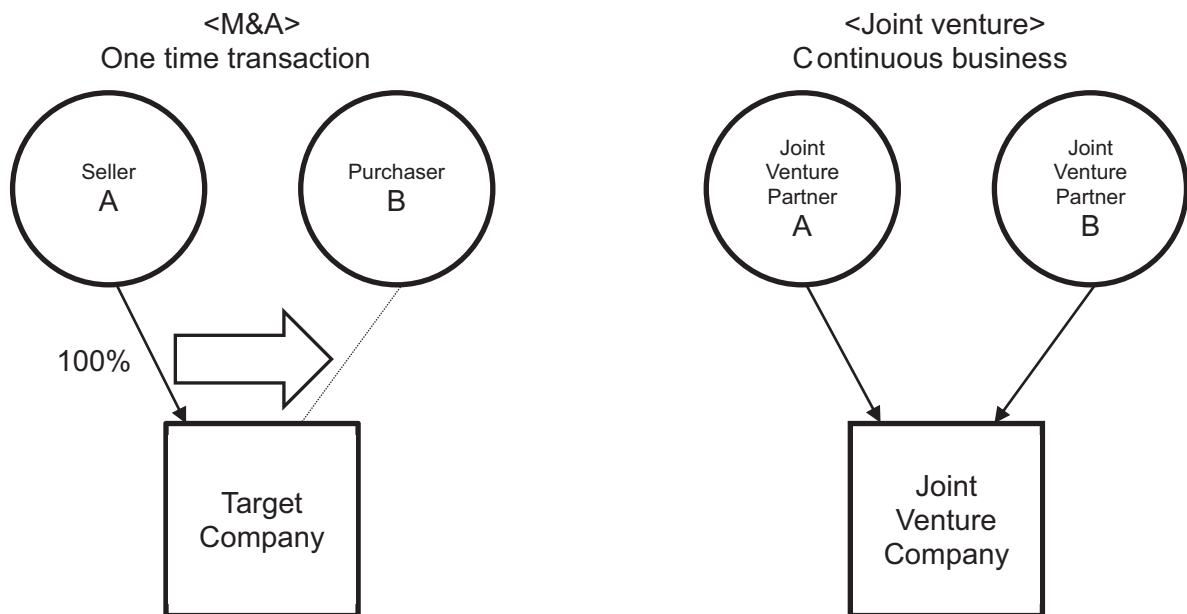 <M&A>
One time transaction
Seller
A
Purchaser
B
100%
Target
Company
<Joint venture>
Continuous business
Joint
Venture
Partner
A
Joint
Venture
Partner
B
Joint
Venture
Company